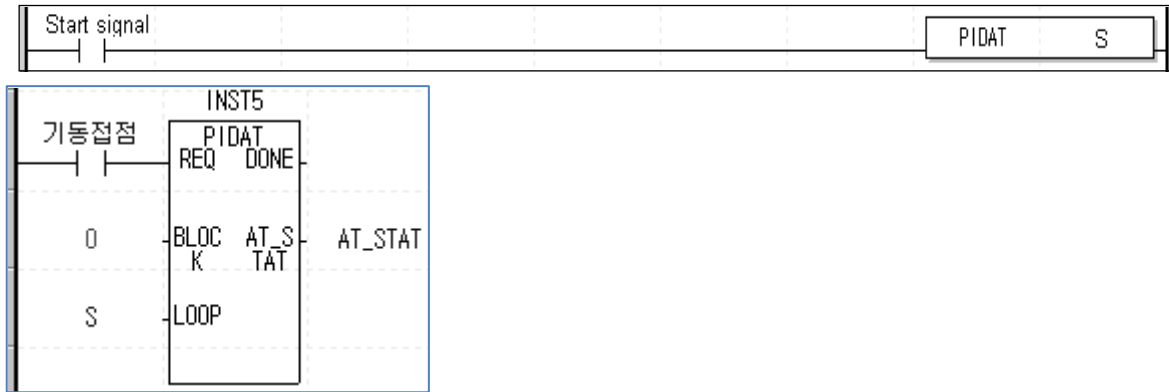 Start signal
PIDAT S
INST5
기동접점
PIDAT
REQ DONE
0 BLOC AT_S AT_STAT
K TAT
S LOOP